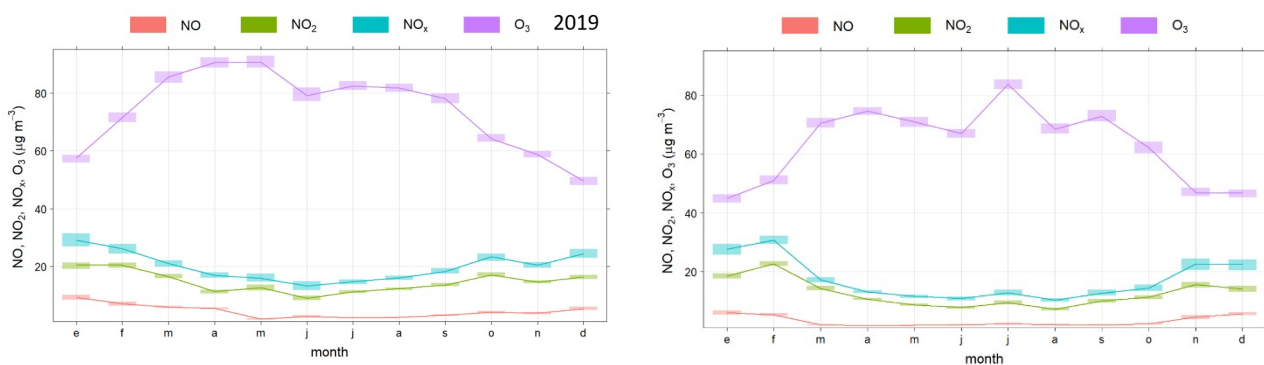 NO NO₂ NOₓ O₃ 2019
NO, NO₂, NOₓ, O₃ (µg m⁻³)
80
60
40
20
e f m a m j j a s o n d
month
NO NO₂ NOₓ O₃
NO, NO₂, NOₓ, O₃ (µg m⁻³)
80
60
40
20
e f m a m j j a s o n d
month